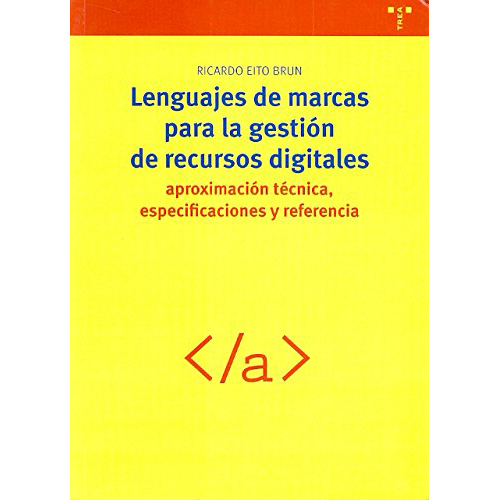 TREA
RICARDO EITO BRUN
Lenguajes de marcas
para la gestión
de recursos digitales
aproximación técnica,
especificaciones y referencia
</a>